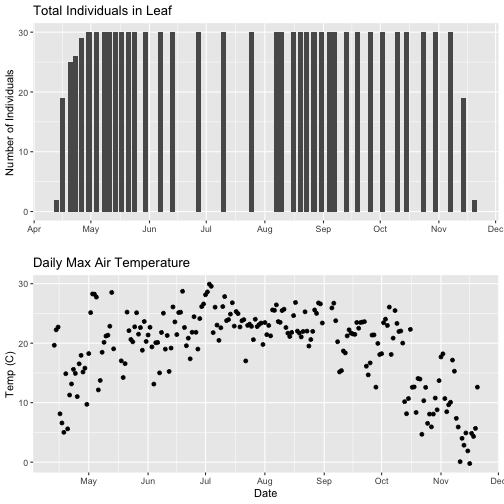 Total Individuals in Leaf
Number of Individuals
30
20
10
0
Apr May Jun Jul Aug Sep Oct Nov Dec
Daily Max Air Temperature
Temp (C)
30
20
10
0
May Jun Jul Aug Sep Oct Nov Dec
Date